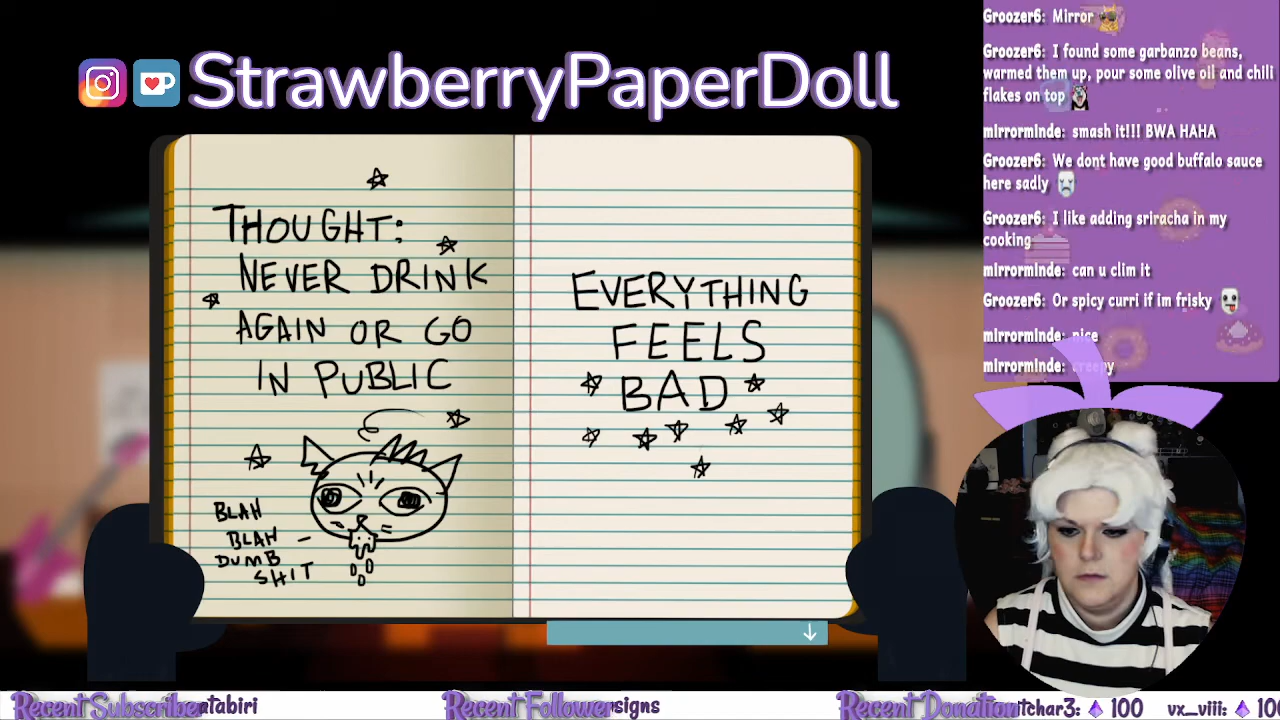 StrawberryPaperDoll
THOUGHT:
NEVER DRINK
AGAIN OR GO
IN PUBLIC
BLAH
BLAH -
DUMB
SHIT
EVERYTHING
FEELS
BAD
Groozer6: Mirror
Groozer6: I found some garbanzo beans,
warmed them up, pour some olive oil and chili
flakes on top
mirrorminde: smash it!!! BWA HAHA
Groozer6: We dont have good buffalo sauce
here sadly
Groozer6: I like adding sriracha in my
cooking
mirrorminde: can u clim it
Groozer6: Or spicy curri if im frisky
mirrorminde: nice
mirrorminde: creepy
Recent Subscriber
Recent Follower
Recent Donation
100
vx_viii: